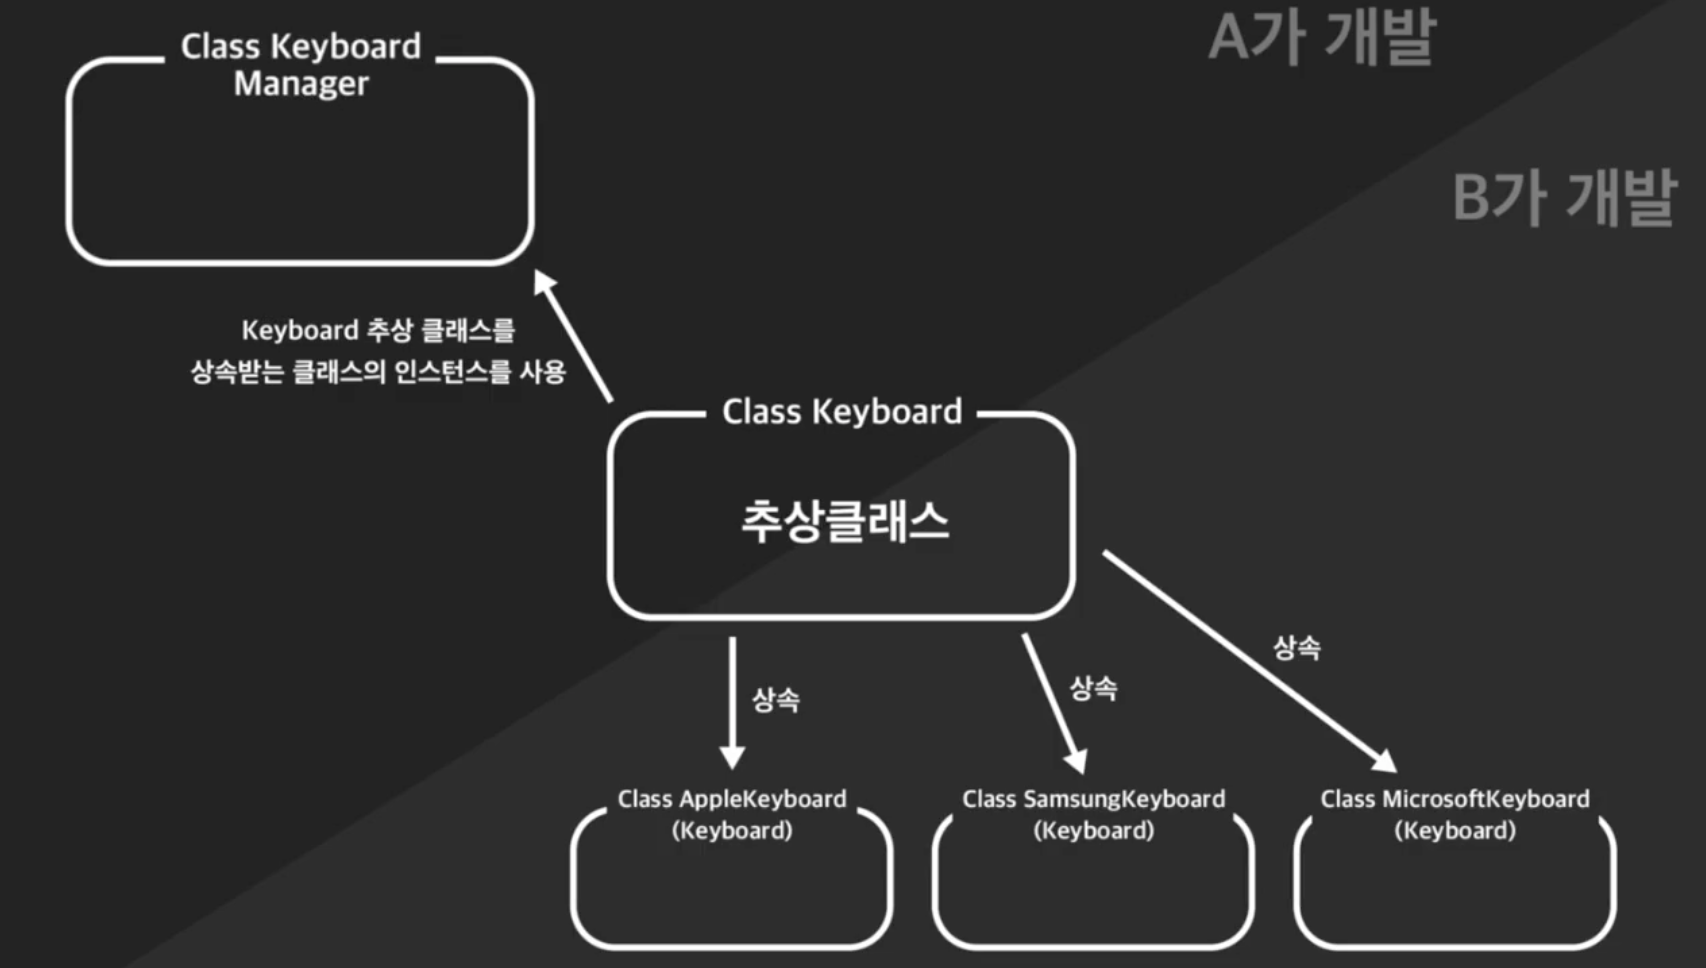 A가 개발
Class Keyboard
Manager
B가 개발
Keyboard 추상 클래스를
상속받는 클래스의 인스턴스를 사용
Class Keyboard
추상클래스
상속
상속
상속
Class AppleKeyboard
(Keyboard)
Class SamsungKeyboard
(Keyboard)
Class MicrosoftKeyboard
(Keyboard)